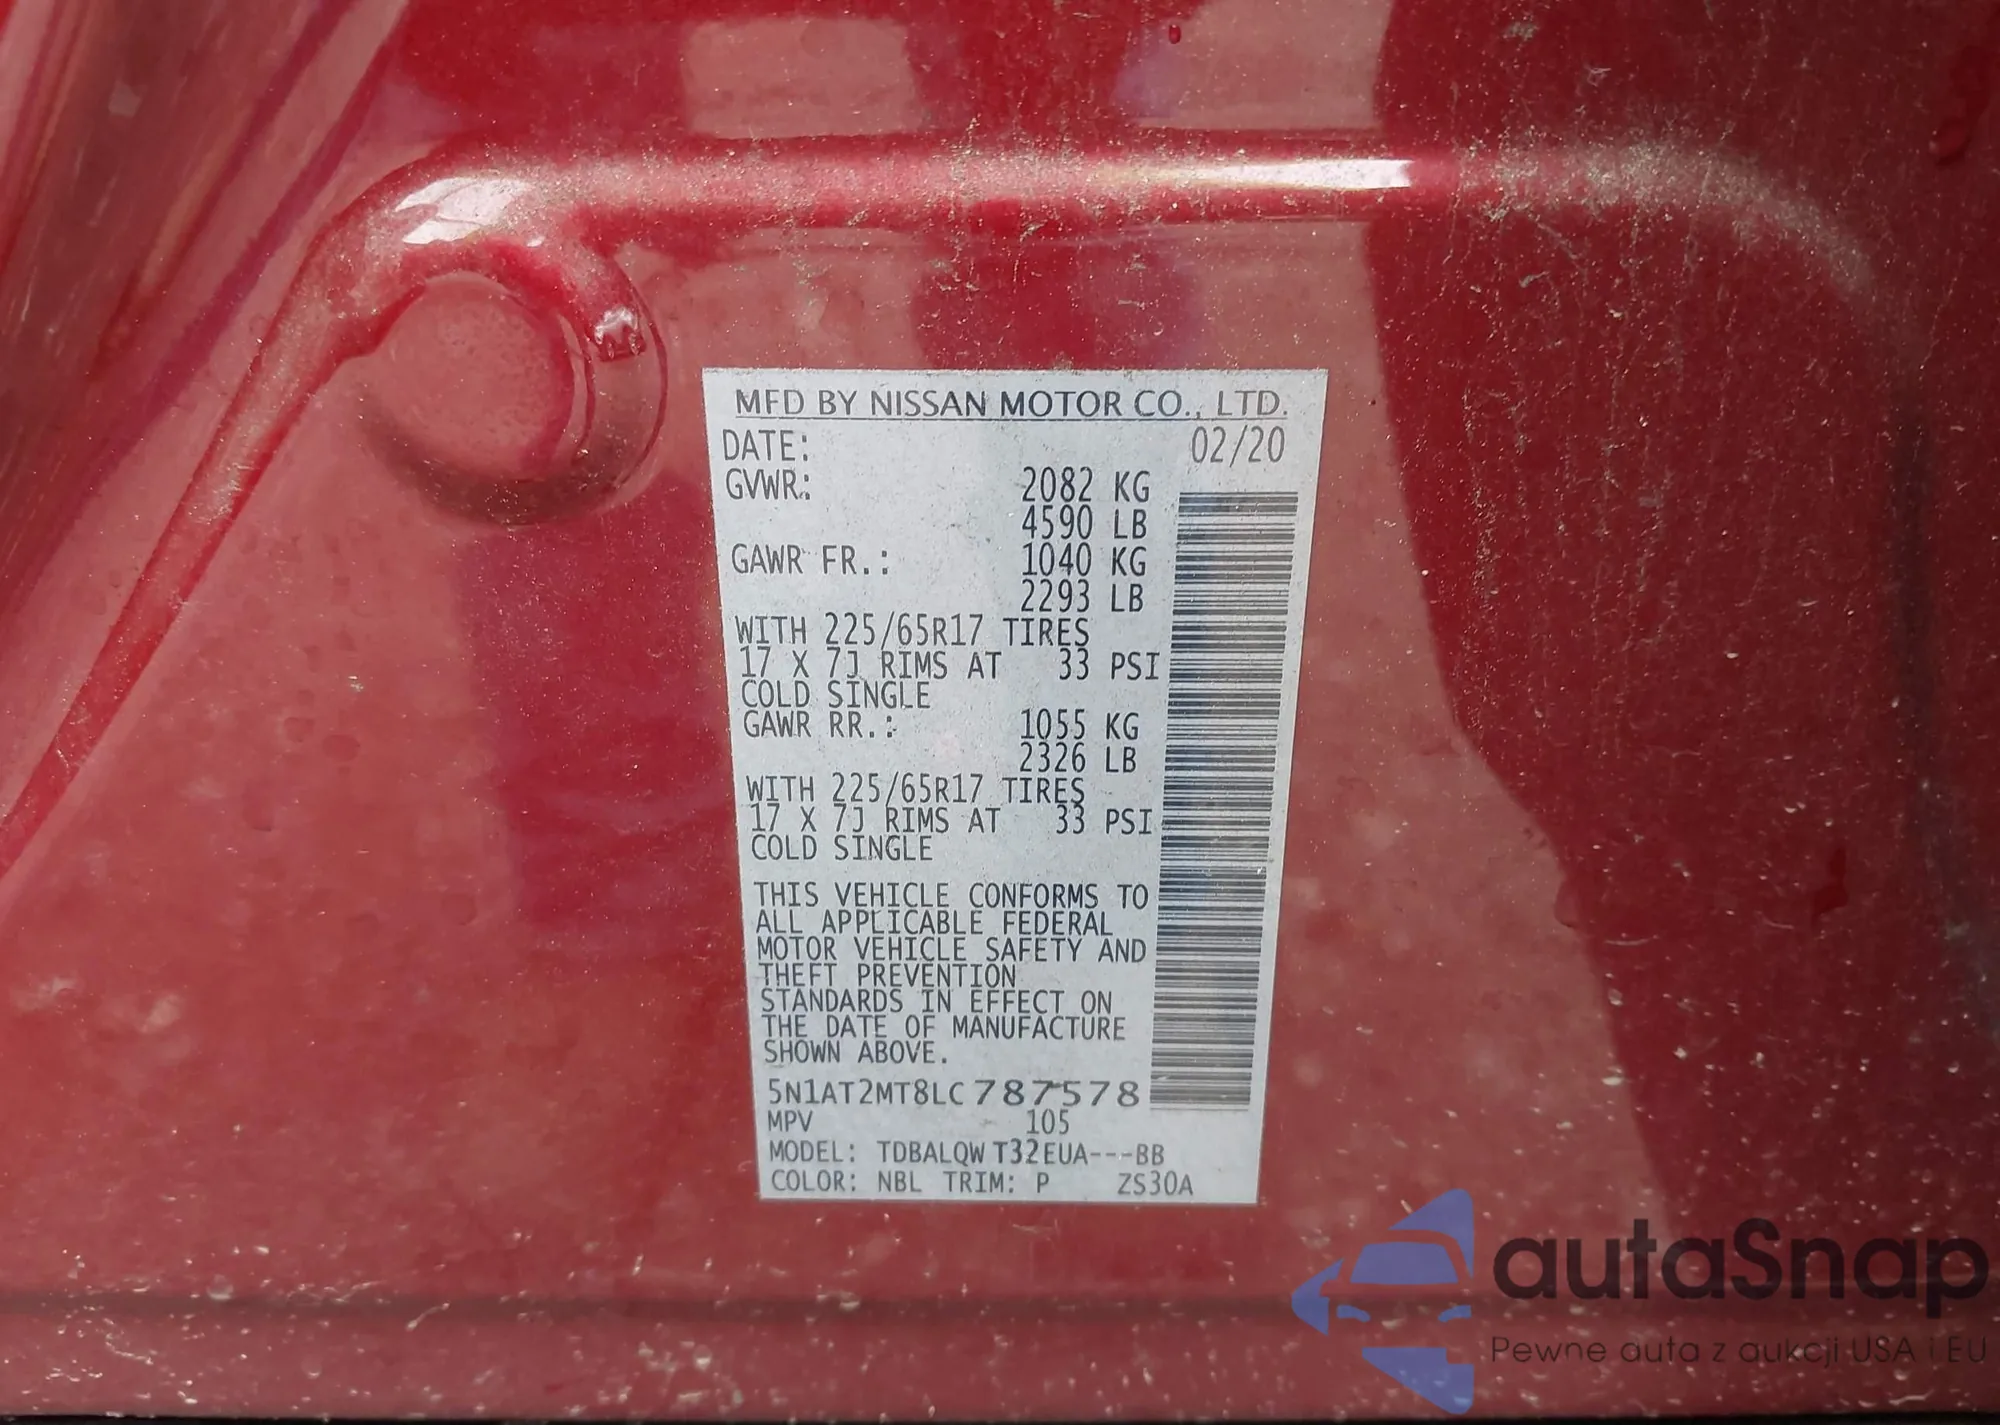 MFD BY NISSAN MOTOR CO., LTD.
DATE: 02/20
GVWR: 2082 KG
4590 LB
GAWR FR.: 1040 KG
2293 LB
WITH 225/65R17 TIRES
17 X 7J RIMS AT 33 PSI
COLD SINGLE
GAWR RR.: 1055 KG
2326 LB
WITH 225/65R17 TIRES
17 X 7J RIMS AT 33 PSI
COLD SINGLE
THIS VEHICLE CONFORMS TO
ALL APPLICABLE FEDERAL
MOTOR VEHICLE SAFETY AND
THEFT PREVENTION
STANDARDS IN EFFECT ON
THE DATE OF MANUFACTURE
SHOWN ABOVE.
5N1AT2MT8LC787578
MPV 105
MODEL: TDBALQW T32EUA---BB
COLOR: NBL TRIM: P ZS30A
autaSnap
Pewne auta z aukcji USA i EU